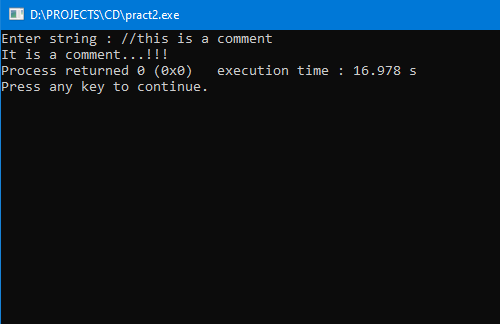 D:\PROJECTS\CD\pract2.exe
Enter string : //this is a comment
It is a comment...!!!
Process returned 0 (0x0)   execution time : 16.978 s
Press any key to continue.